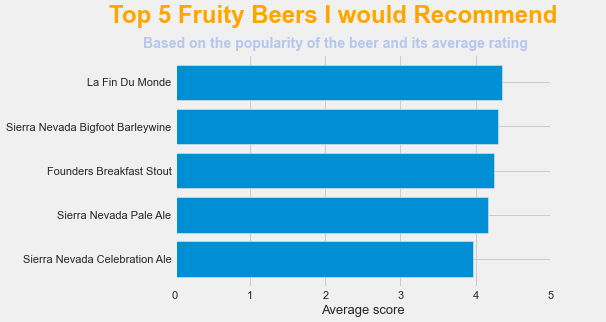 Top 5 Fruity Beers I would Recommend
Based on the popularity of the beer and its average rating
La Fin Du Monde
Sierra Nevada Bigfoot Barleywine
Founders Breakfast Stout
Sierra Nevada Pale Ale
Sierra Nevada Celebration Ale
0 1 2 3 4 5
Average score